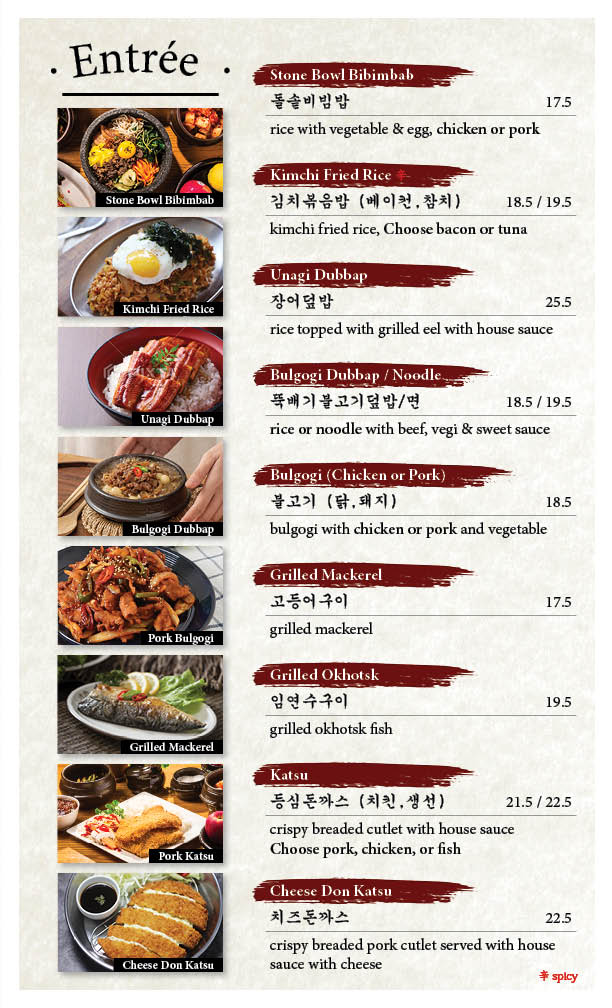 · Entrée ·
Stone Bowl Bibimbab
Kimchi Fried Rice
Unagi Dubbap
Bulgogi Dubbap
Pork Bulgogi
Grilled Mackerel
Pork Katsu
Cheese Don Katsu
Stone Bowl Bibimbab
돌솥비빔밥 17.5
rice with vegetable & egg, chicken or pork
Kimchi Fried Rice 辛
김치볶음밥 (베이컨,참치) 18.5 / 19.5
kimchi fried rice, Choose bacon or tuna
Unagi Dubbap
장어덮밥 25.5
rice topped with grilled eel with house sauce
Bulgogi Dubbap / Noodle
뚝배기불고기덮밥/면 18.5 / 19.5
rice or noodle with beef, vegi & sweet sauce
Bulgogi (Chicken or Pork)
불고기 (닭,돼지) 18.5
bulgogi with chicken or pork and vegetable
Grilled Mackerel
고등어구이 17.5
grilled mackerel
Grilled Okhotsk
임연수구이 19.5
grilled okhotsk fish
Katsu
등심돈까스 (치킨,생선) 21.5 / 22.5
crispy breaded cutlet with house sauce
Choose pork, chicken, or fish
Cheese Don Katsu
치즈돈까스 22.5
crispy breaded pork cutlet served with house
sauce with cheese
辛 spicy